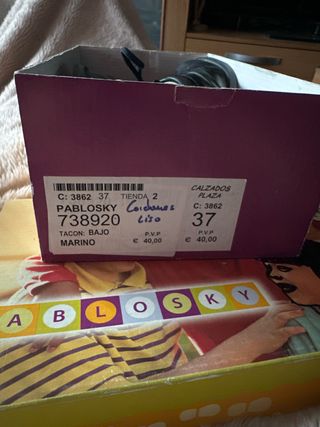 C: 3862 37 TIENDA 2
PABLOSKY Cordones
738920 liso
TACON: BAJO P.V.P
MARINO € 40,00
CALZADOS
PLAZA
C: 3862
37
P.V.P
€ 40,00
ABLOSKY